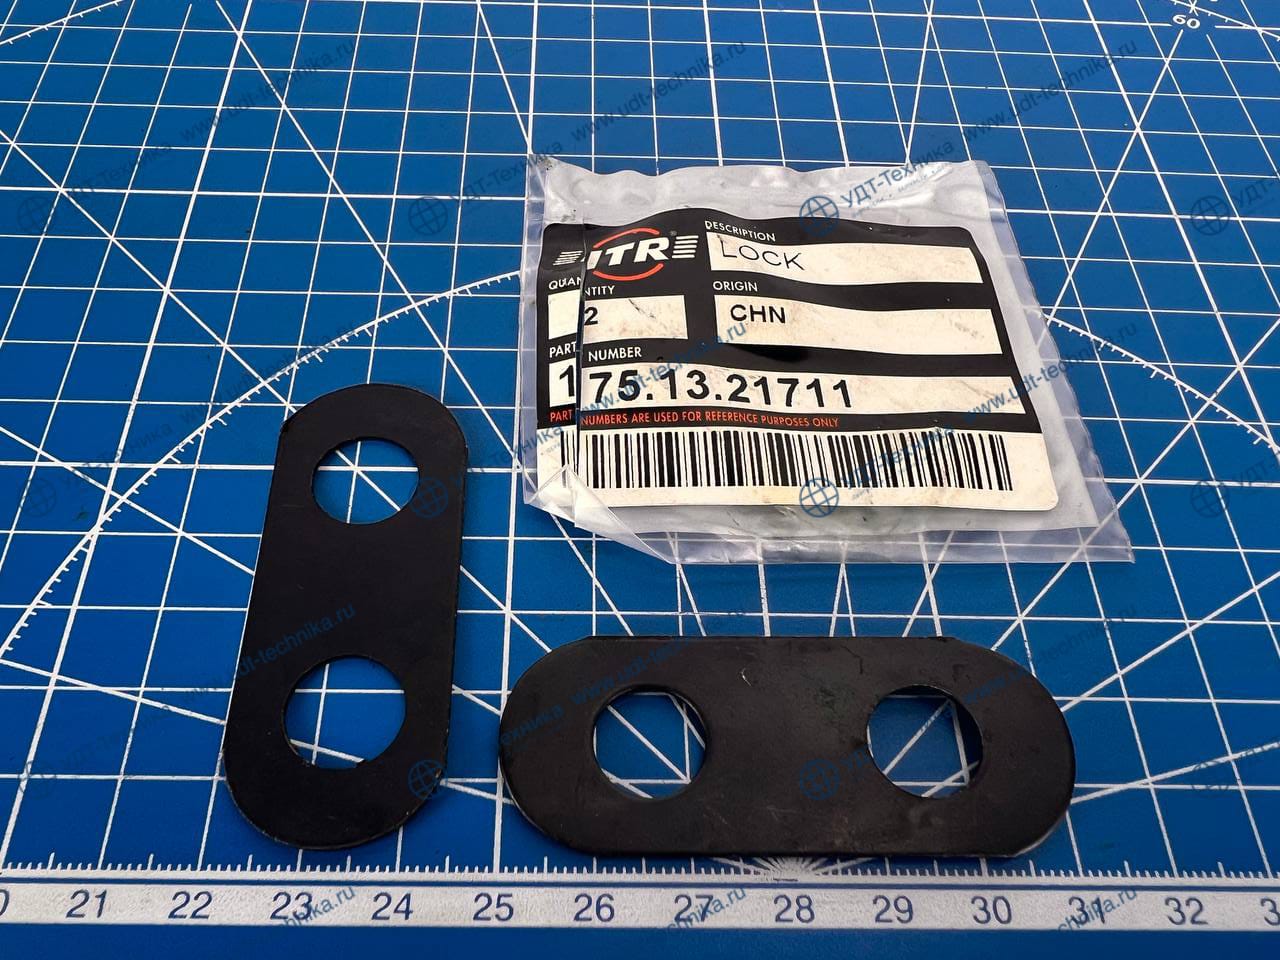 60
ITR
DESCRIPTION
LOCK
QUANTITY
2
ORIGIN
CHN
PART NUMBER
175.13.21711
PART NUMBERS ARE USED FOR REFERENCE PURPOSES ONLY
21 22 23 24 25 26 27 28 29 30 31 32
УДТ-Техника
www.udt-technika.ru